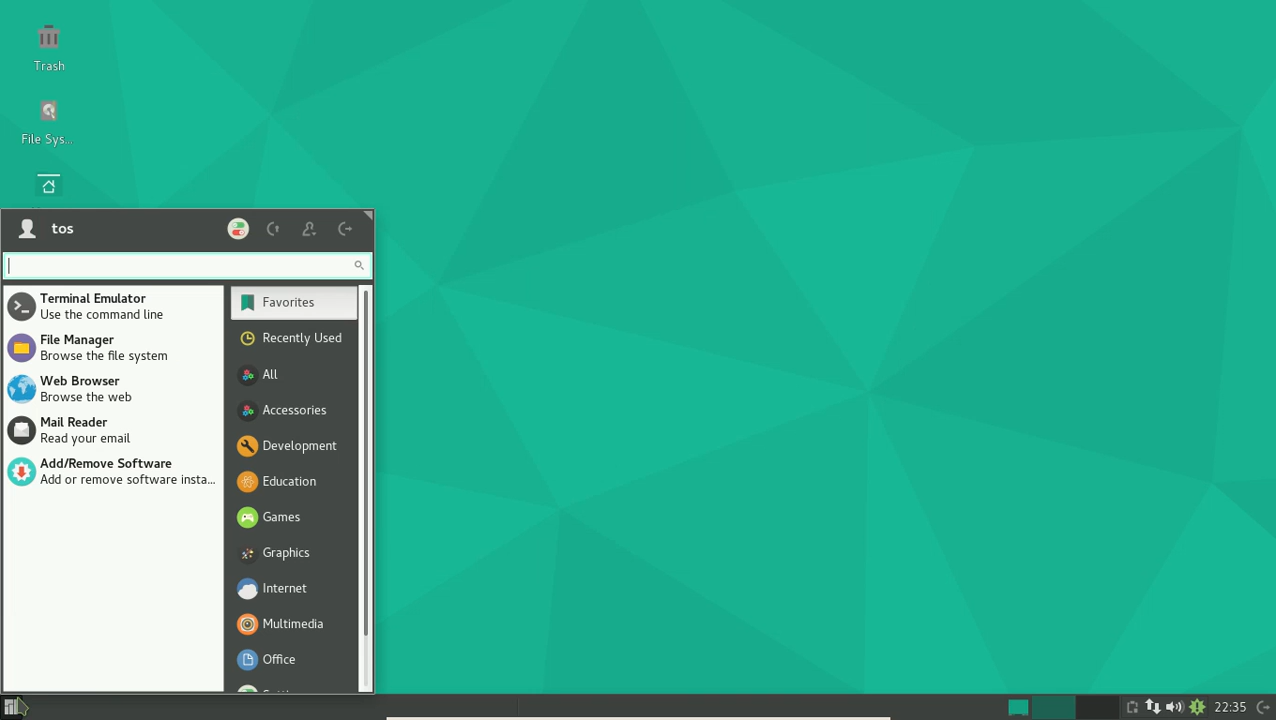 Trash
File Sys...
tos
Terminal Emulator
Use the command line
File Manager
Browse the file system
Web Browser
Browse the web
Mail Reader
Read your email
Add/Remove Software
Add or remove software insta...
Favorites
Recently Used
All
Accessories
Development
Education
Games
Graphics
Internet
Multimedia
Office
22:35